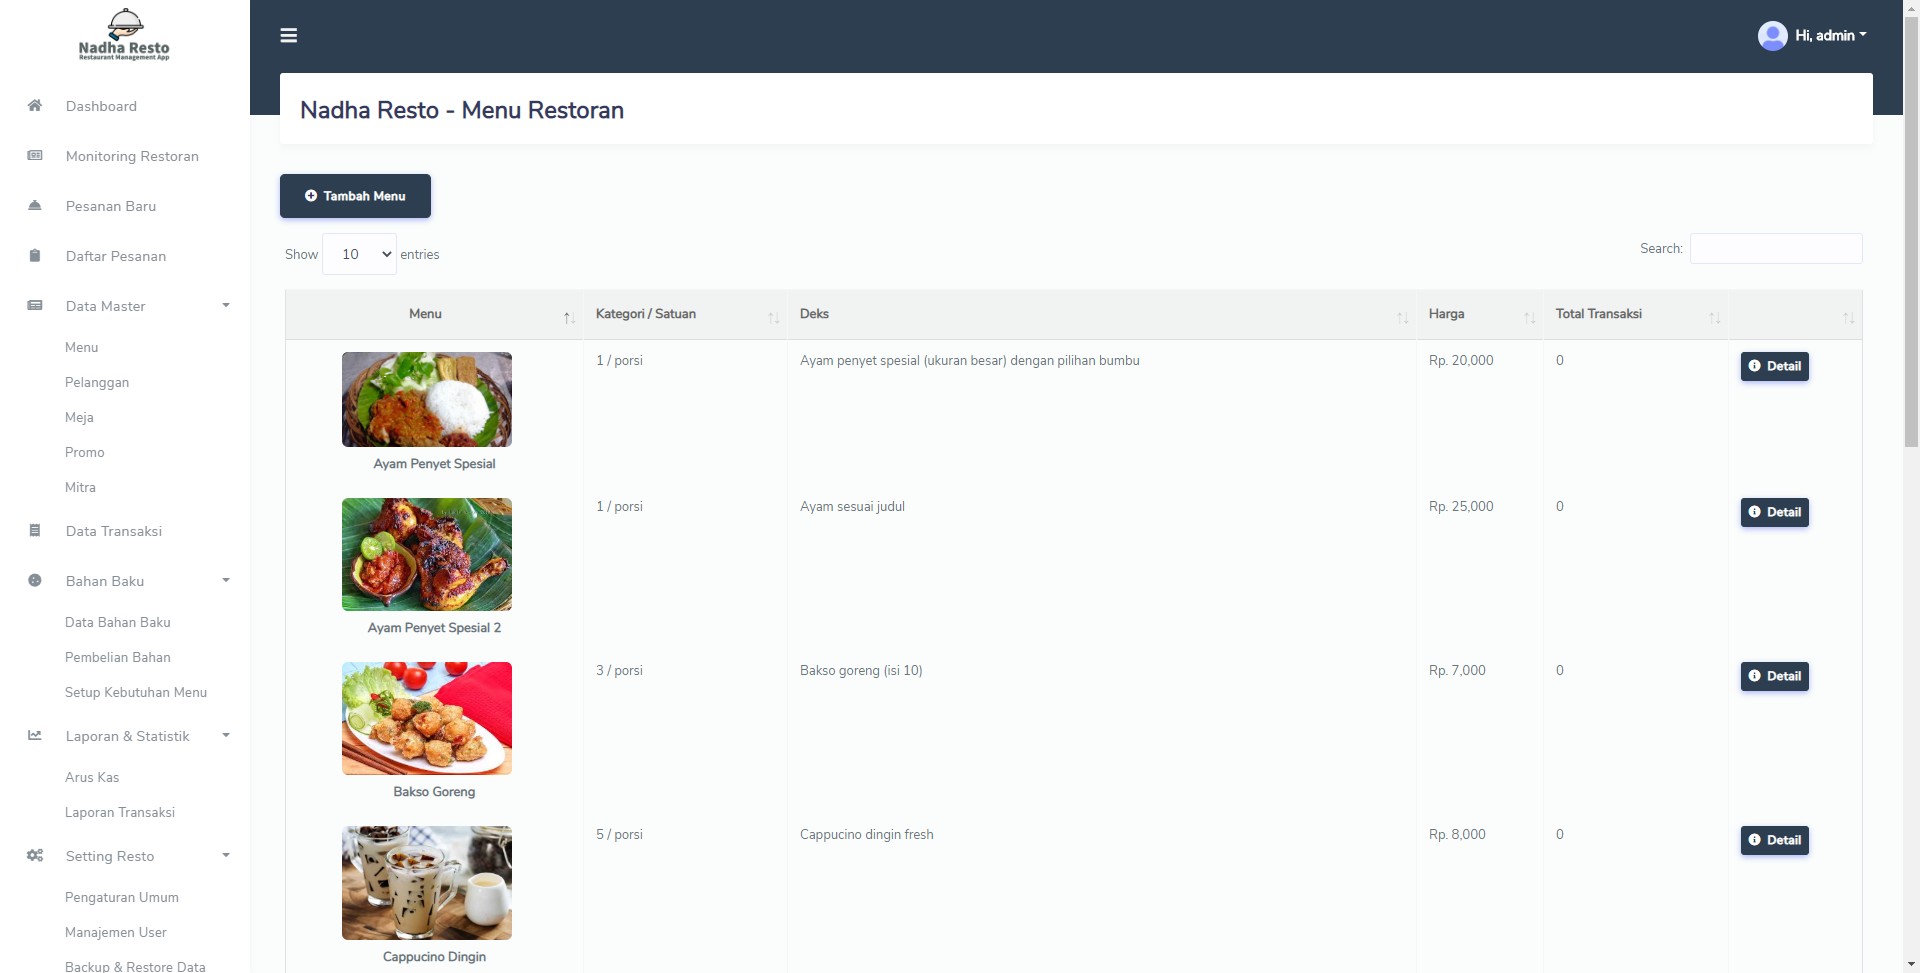 Nadha Resto
Restaurant Management App
Dashboard
Monitoring Restoran
Pesanan Baru
Daftar Pesanan
Data Master
Menu
Pelanggan
Meja
Promo
Mitra
Data Transaksi
Bahan Baku
Data Bahan Baku
Pembelian Bahan
Setup Kebutuhan Menu
Laporan & Statistik
Arus Kas
Laporan Transaksi
Setting Resto
Pengaturan Umum
Manajemen User
Backup & Restore Data
Hi, admin
Nadha Resto - Menu Restoran
Tambah Menu
Show 10 entries
Search:
Menu Kategori / Satuan Deks Harga Total Transaksi
1 / porsi Ayam penyet spesial (ukuran besar) dengan pilihan bumbu Rp. 20,000 0 Detail
Ayam Penyet Spesial
1 / porsi Ayam sesuai judul Rp. 25,000 0 Detail
Ayam Penyet Spesial 2
3 / porsi Bakso goreng (isi 10) Rp. 7,000 0 Detail
Bakso Goreng
5 / porsi Cappucino dingin fresh Rp. 8,000 0 Detail
Cappucino Dingin